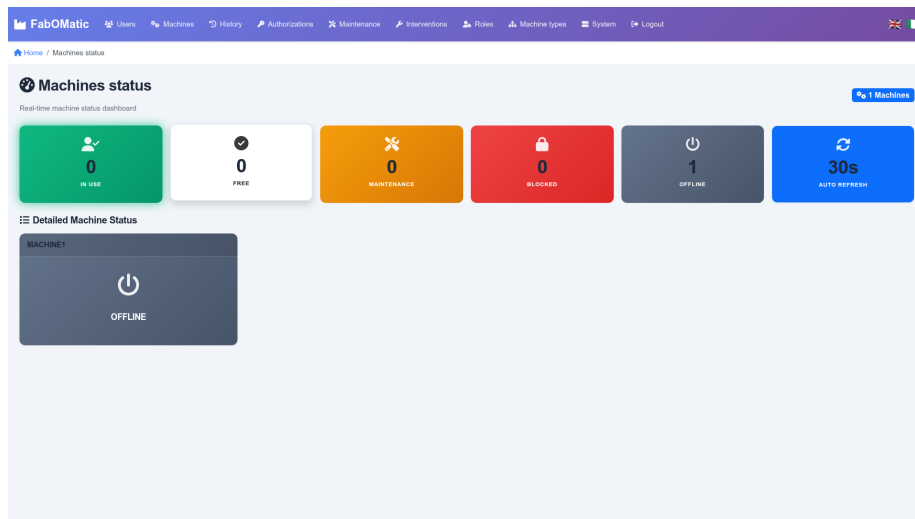 FabOMatic Users Machines History Authorizations Maintenance Interventions Roles Machine types System Logout
Home / Machines status
Machines status
1 Machines
Real-time machine status dashboard
0 0 0 0 1 30s
IN USE FREE MAINTENANCE BLOCKED OFFLINE AUTO REFRESH
Detailed Machine Status
MACHINE1
OFFLINE